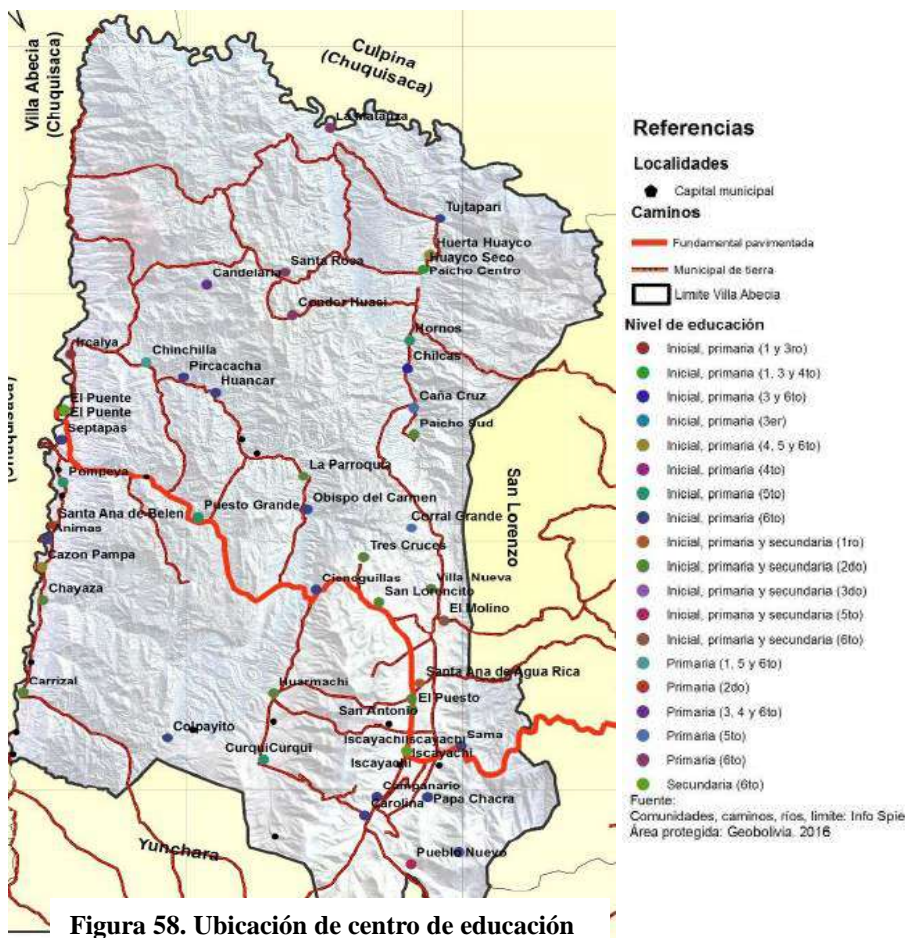 Villa Abecia
(Chuquisaca)
Culpina
(Chuquisaca)
La Matanza
Tujtapari
Huerta Huayco
Huayco Seco
Paicho Centro
Santa Rosa
Candelaria
Condor Huasi
Hornos
Ircalya
Chinchilla
Chilcas
Pircacacha
Huancar
El Puente
El Puente
Caña Cruz
Septapas
Paicho Sud
(Chuquisaca)
La Parroquia
Pompeya
San Lorenzo
Puesto Grande
Obispo del Carmen
Santa Ana de Belen
Corral Grande
Animas
Tres Cruces
Cazon Pampa
Cieneguillas
Villa Nueva
Chayaza
San Lorencito
El Molino
Carrizal
Huarmachi
Santa Ana de Agua Rica
El Puesto
San Antonio
Colpayito
CurquiCurqui
IscayachiIscayachi
Sama
Iscayachi
Iscayachi
Campanario
Papa Chacra
Carolina
Yunchara
Pueblo Nuevo
Figura 58. Ubicación de centro de educación
Referencias
Localidades
Capital municipal
Caminos
Fundamental pavimentada
Municipal de tierra
Limite Villa Abecia
Nivel de educación
Inicial, primaria (1 y 3ro)
Inicial, primaria (1, 3 y 4to)
Inicial, primaria (3 y 6to)
Inicial, primaria (3er)
Inicial, primaria (4, 5 y 6to)
Inicial, primaria (4to)
Inicial, primaria (5to)
Inicial, primaria (6to)
Inicial, primaria y secundaria (1ro)
Inicial, primaria y secundaria (2do)
Inicial, primaria y secundaria (3do)
Inicial, primaria y secundaria (5to)
Inicial, primaria y secundaria (6to)
Primaria (1, 5 y 6to)
Primaria (2do)
Primaria (3, 4 y 6to)
Primaria (5to)
Primaria (6to)
Secundaria (6to)
Fuente:
Comunidades, caminos, rios, limite: Info Spie
Área protegida: Geobolivia. 2016